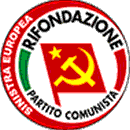 SINISTRA EUROPEA
RIFONDAZIONE
PARTITO COMUNISTA